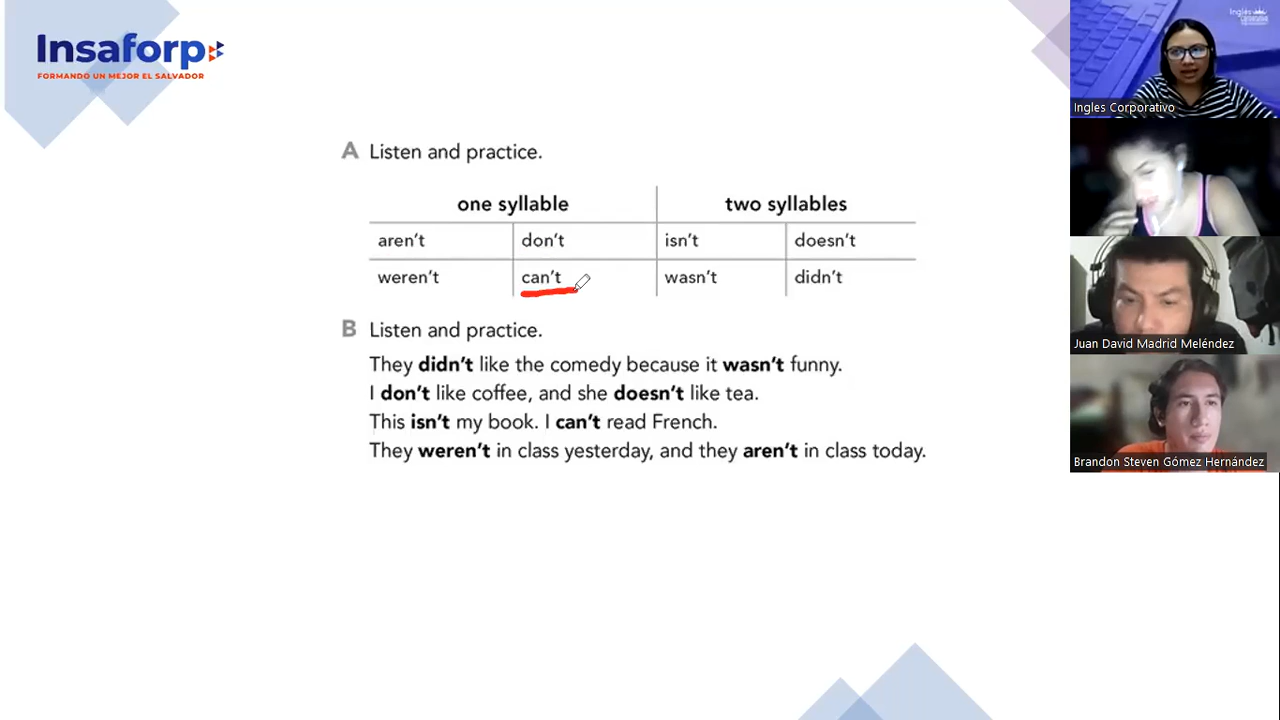 Insaforp
FORMANDO UN MEJOR EL SALVADOR
A Listen and practice.
one syllable two syllables
aren't don't isn't doesn't
weren't can't wasn't didn't
B Listen and practice.
They didn't like the comedy because it wasn't funny.
I don't like coffee, and she doesn't like tea.
This isn't my book. I can't read French.
They weren't in class yesterday, and they aren't in class today.
Ingles
Ingles Corporativo
Juan David Madrid Meléndez
Brandon Steven Gómez Hernández